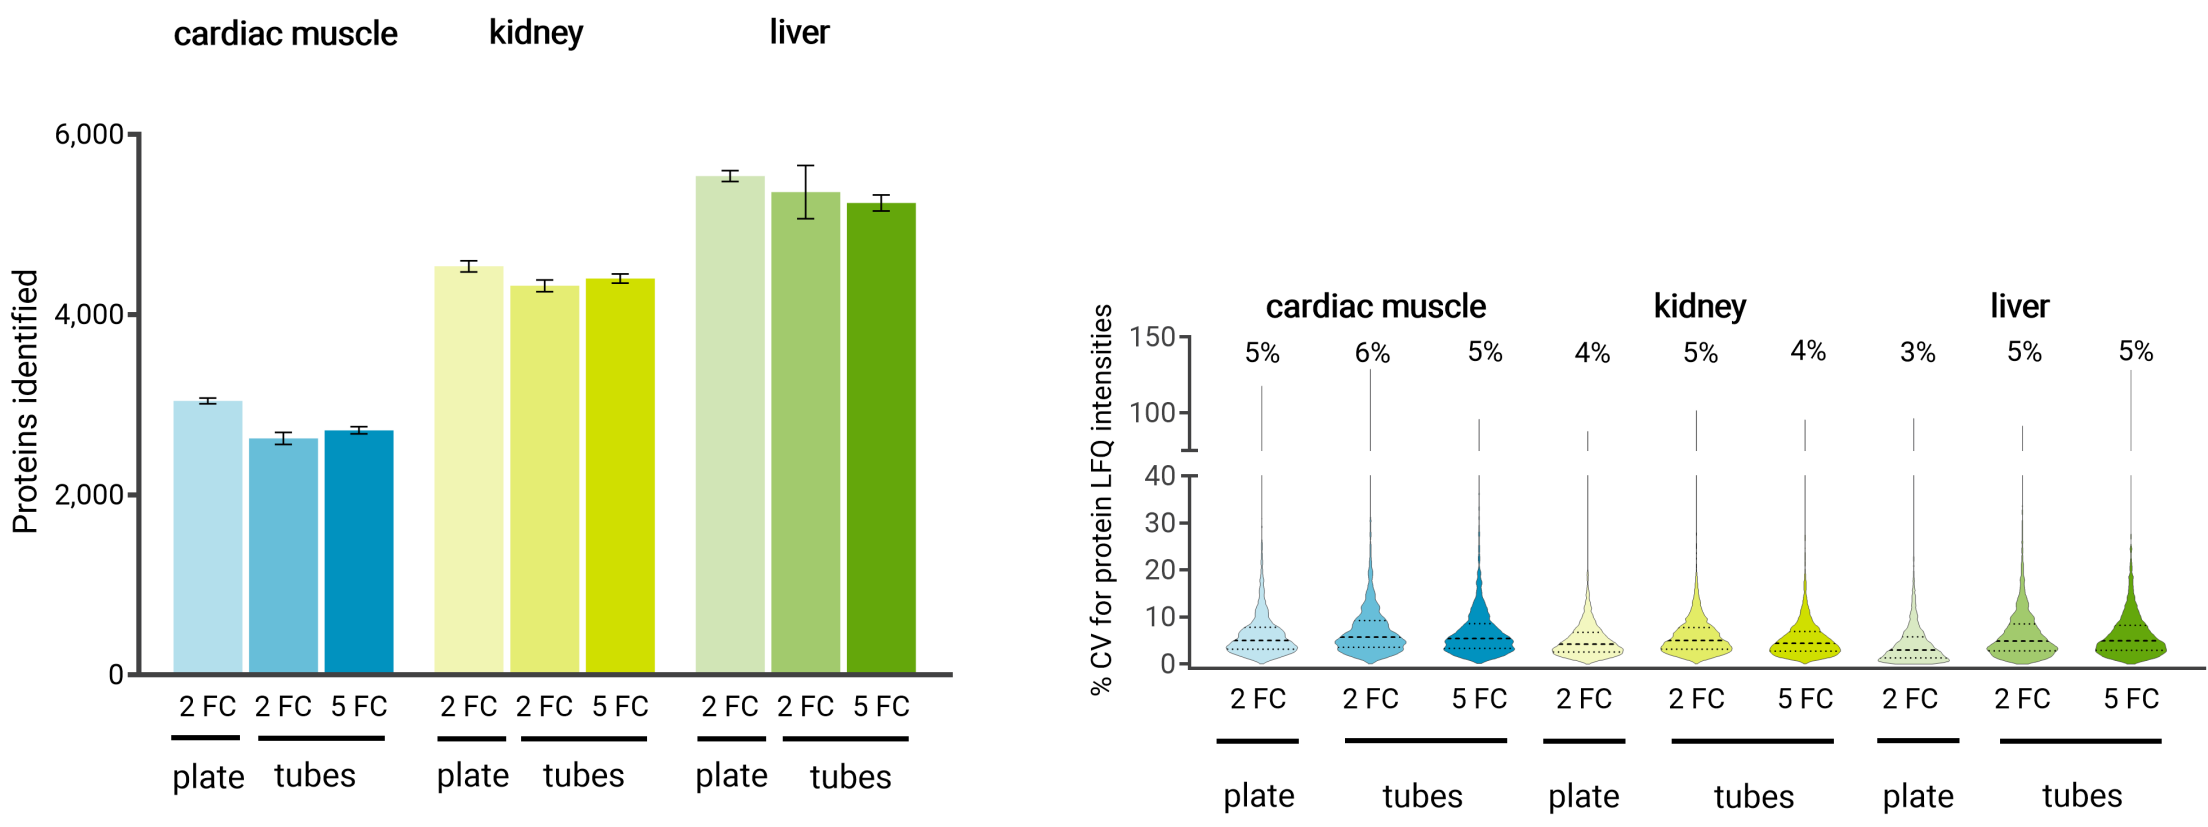 cardiac muscle kidney liver
6,000
4,000
2,000
0
Proteins identified
2 FC 2 FC 5 FC 2 FC 2 FC 5 FC 2 FC 2 FC 5 FC
plate tubes plate tubes plate tubes
cardiac muscle kidney liver
5% 6% 5% 4% 5% 4% 3% 5% 5%
150
100
40
30
20
10
0
% CV for protein LFQ intensities
2 FC 2 FC 5 FC 2 FC 2 FC 5 FC 2 FC 2 FC 5 FC
plate tubes plate tubes plate tubes